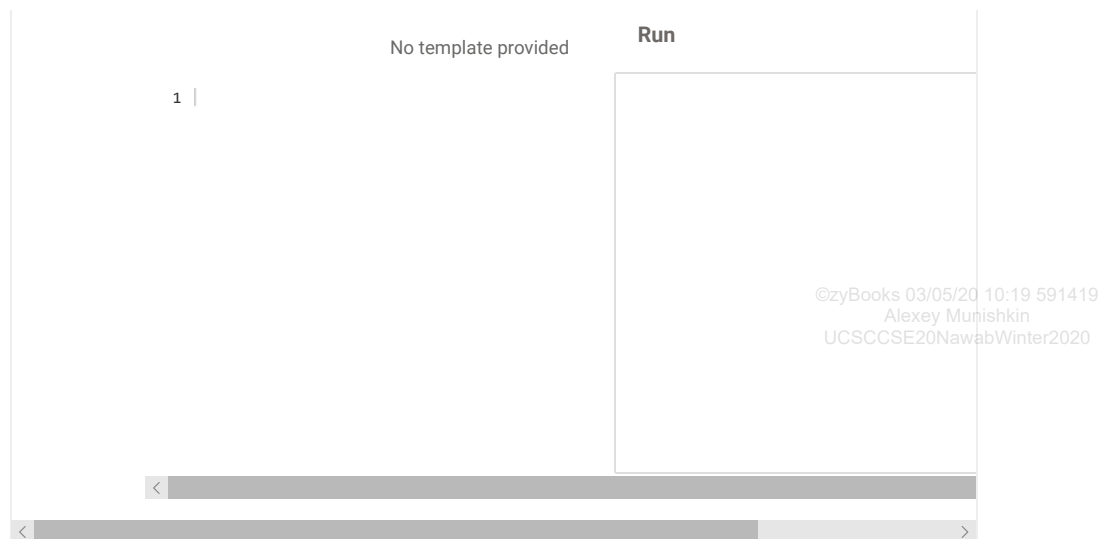 No template provided
Run
1
©zyBooks 03/05/20 10:19 591419
Alexey Munishkin
UCSCCSE20NawabWinter2020